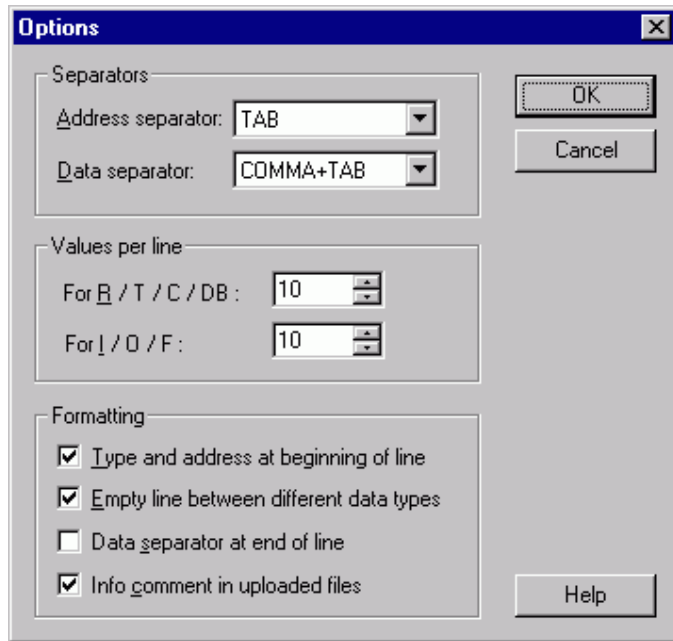 Options
Separators
Address separator: TAB
Data separator: COMMA+TAB
OK
Cancel
Values per line
For R / T / C / DB : 10
For I / O / F : 10
Formatting
Type and address at beginning of line
Empty line between different data types
Data separator at end of line
Info comment in uploaded files
Help